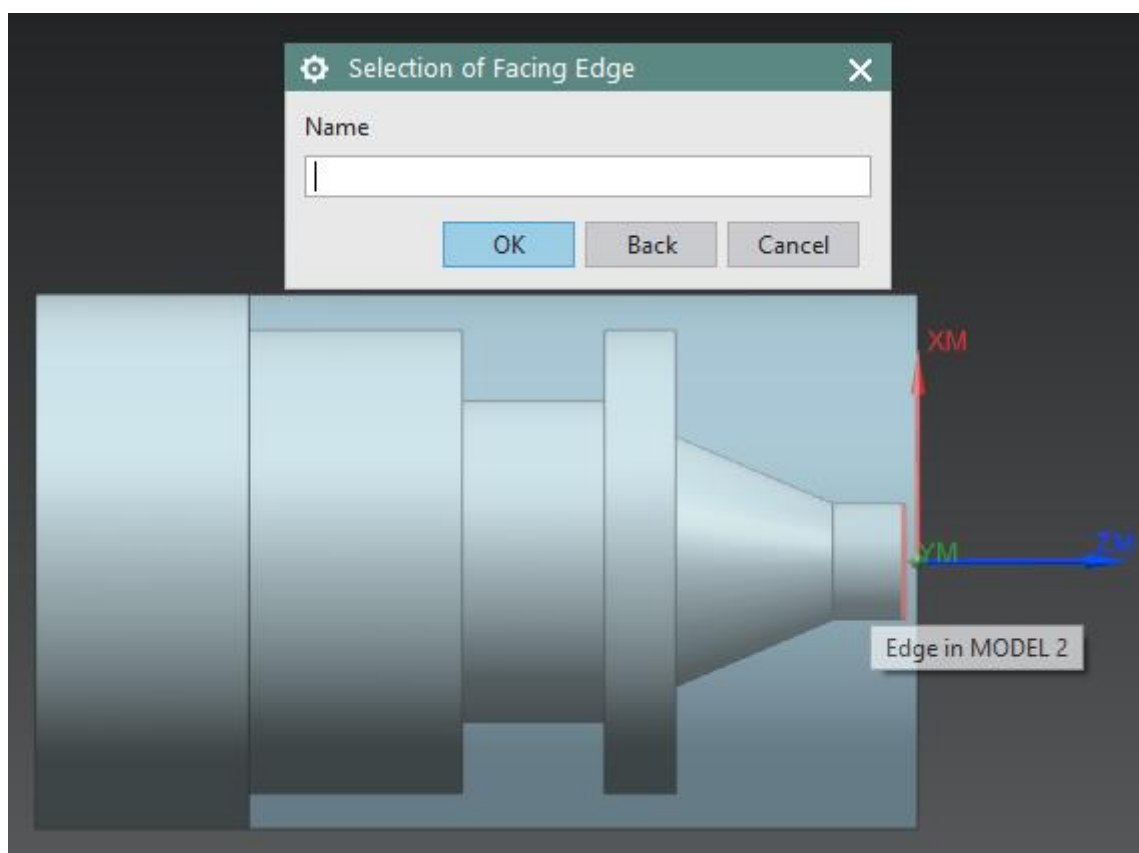 Selection of Facing Edge
Name
OK Back Cancel
XM
YM
ZM
Edge in MODEL 2